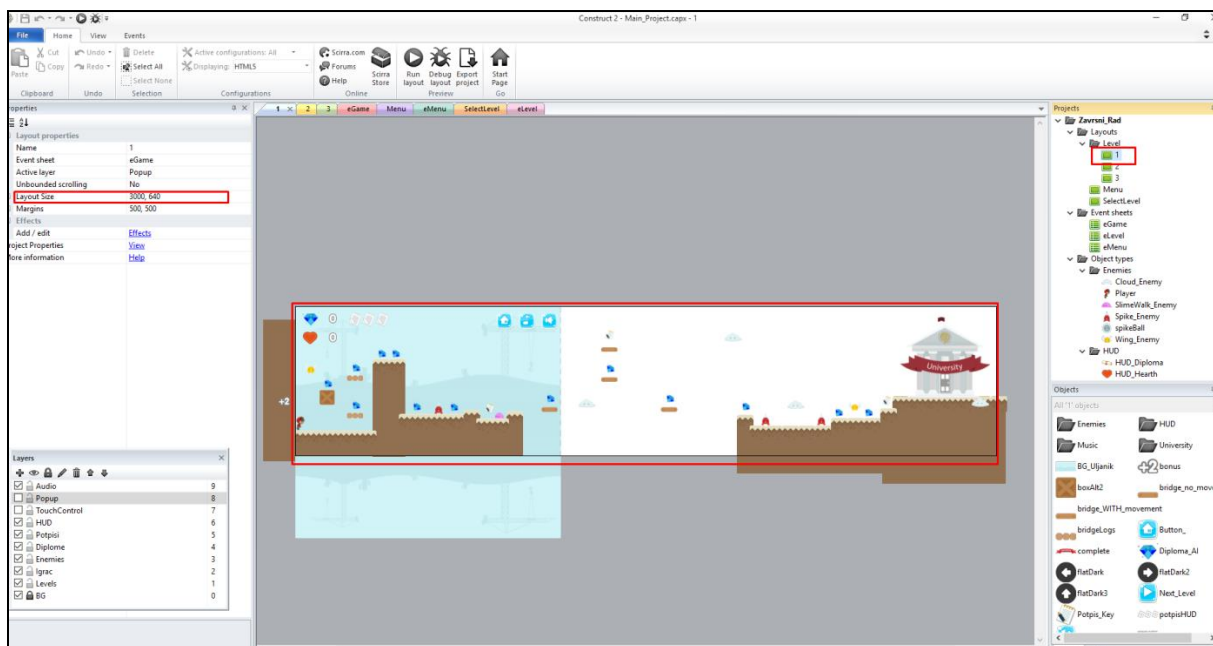 Construct 2 - Main_Project.capx - 1
File Home View Events
Paste
Cut
Copy
Clipboard
Undo
Redo
Undo
Delete
Select All
Select None
Selection
Active configurations: All
Displaying: HTML5
Configurations
Scirra.com
Forums
Help
Scirra Store
Online
Run layout
Debug layout
Export project
Preview
Start Page
Go
roperties
1 2 3 eGame Menu eMenu SelectLevel eLevel
Layout properties
Name 1
Event sheet eGame
Active layer Popup
Unbounded scrolling No
Layout Size 3000, 640
Margins 500, 500
Effects
Add / edit Effects
roject Properties View
ore information Help
0
0
+2
University
Layers
Audio 9
Popup 8
TouchControl 7
HUD 6
Potpisi 5
Diplome 4
Enemies 3
Igrac 2
Levels 1
BG 0
Projects
Zavrsni_Rad
Layouts
Level
1
2
3
Menu
SelectLevel
Event sheets
eGame
eLevel
eMenu
Object types
Enemies
Cloud_Enemy
Player
SlimeWalk_Enemy
Spike_Enemy
spikeBall
Wing_Enemy
HUD
HUD_Diploma
HUD_Hearth
Objects
All '1' objects
Enemies HUD
Music University
BG_Uljanik bonus
boxAlt2 bridge_no_mov
bridge_WITH_movement
bridgeLogs Button_
complete Diploma_AI
flatDark flatDark2
flatDark3 Next_Level
Potpis_Key potpisHUD